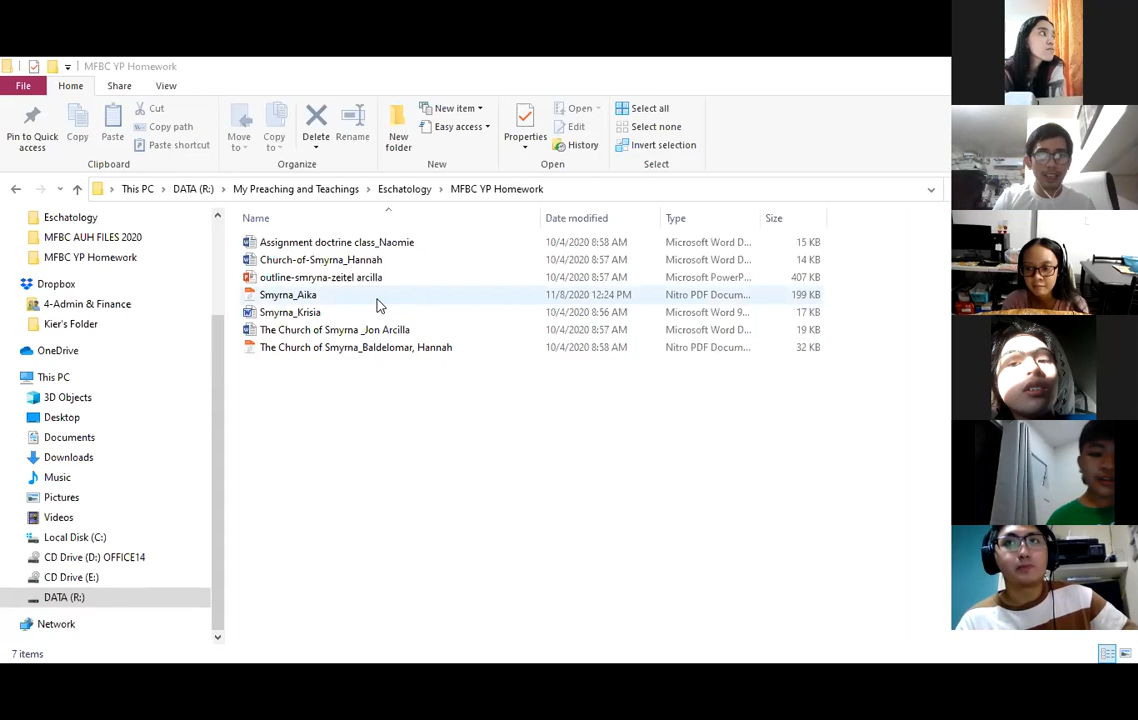 MFBC YP Homework
File Home Share View
Pin to Quick access
Copy
Paste
Cut
Copy path
Paste shortcut
Clipboard
Move to
Copy to
Delete
Rename
Organize
New folder
New item
Easy access
New
Properties
Open
Edit
History
Open
Select all
Select none
Invert selection
Select
This PC DATA (R:) My Preaching and Teachings Eschatology MFBC YP Homework
Eschatology
MFBC AUH FILES 2020
MFBC YP Homework
Dropbox
4-Admin & Finance
Kier's Folder
OneDrive
This PC
3D Objects
Desktop
Documents
Downloads
Music
Pictures
Videos
Local Disk (C:)
CD Drive (D:) OFFICE14
CD Drive (E:)
DATA (R:)
Network
Name Date modified Type Size
Assignment doctrine class_Naomie 10/4/2020 8:58 AM Microsoft Word D... 15 KB
Church-of-Smyrna_Hannah 10/4/2020 8:57 AM Microsoft Word D... 14 KB
outline-smryna-zeitel arcilla 10/4/2020 8:57 AM Microsoft PowerP... 407 KB
Smyrna_Aika 11/8/2020 12:24 PM Nitro PDF Docum... 199 KB
Smyrna_Krisia 10/4/2020 8:56 AM Microsoft Word 9... 17 KB
The Church of Smyrna _Jon Arcilla 10/4/2020 8:57 AM Microsoft Word D... 19 KB
The Church of Smyrna_Baldelomar, Hannah 10/4/2020 8:58 AM Nitro PDF Docum... 32 KB
7 items